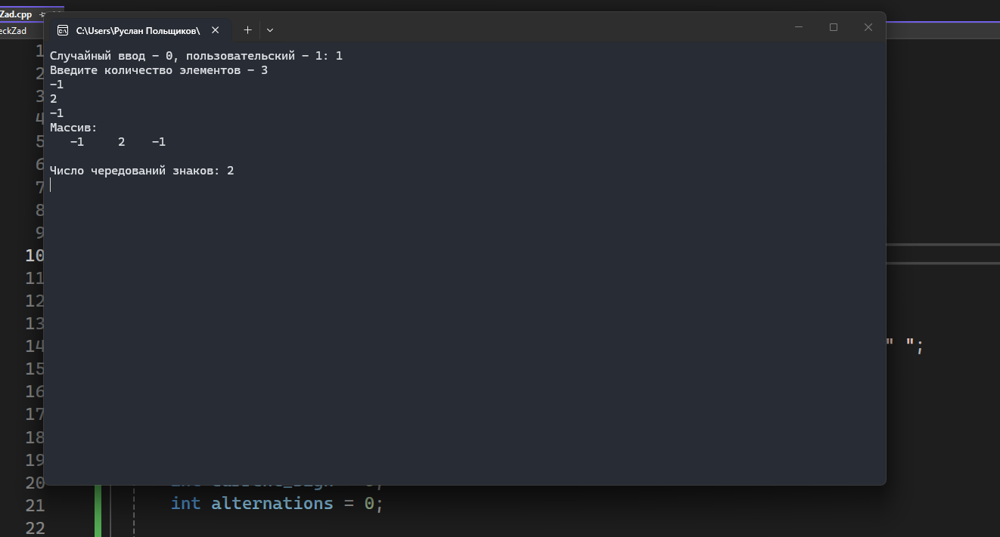 Zad.cpp
C:\Users\Руслан Польщиков\
eckZad
Случайный ввод - 0, пользовательский - 1: 1
Введите количество элементов - 3
-1
2
-1
Массив:
-1 2 -1
Число чередований знаков: 2
1
2
3
4
5
6
7
8
9
10
11
12
13
14 " ";
15
16
17
18
19
20
21 int alternations = 0;
22